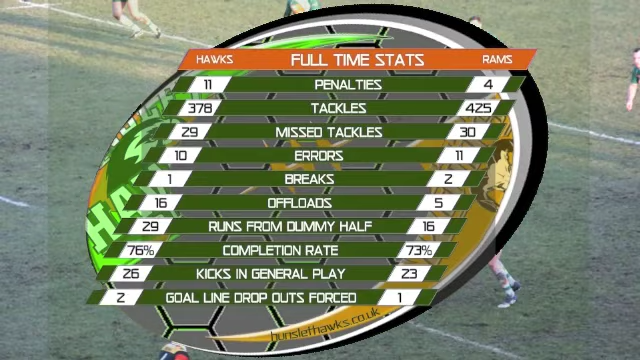 HAWKS FULL TIME STATS RAMS
11 PENALTIES 4
378 TACKLES 425
29 MISSED TACKLES 30
10 ERRORS 11
1 BREAKS 2
16 OFFLOADS 5
29 RUNS FROM DUMMY HALF 16
76% COMPLETION RATE 73%
26 KICKS IN GENERAL PLAY 23
2 GOAL LINE DROP OUTS FORCED 1
hunslethawks.co.uk